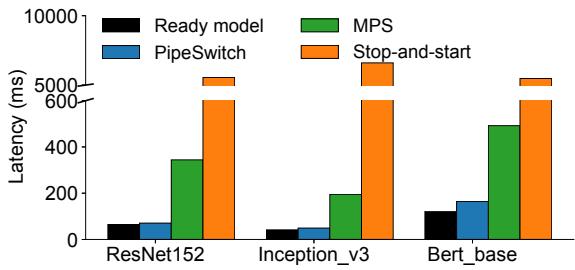 10000
Ready model MPS
PipeSwitch Stop-and-start
5000
600
400
200
0
Latency (ms)
ResNet152 Inception_v3 Bert_base